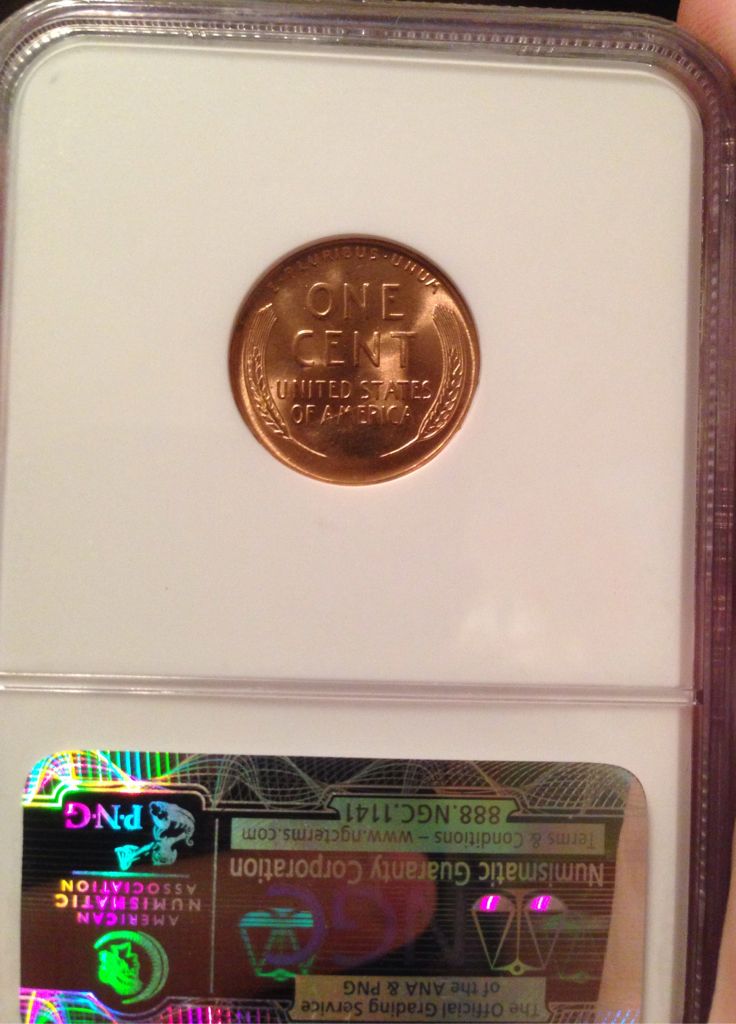 E·PLURIBUS·UNUM
ONE
CENT
UNITED STATES
OF AMERICA
The Official Grading Service
of the ANA & PNG
NGC
Numismatic Guaranty Corporation
Terms & Conditions – www.ngcterms.com
888.NGC.1141
AMERICAN
NUMISMATIC
ASSOCIATION
P·N·G